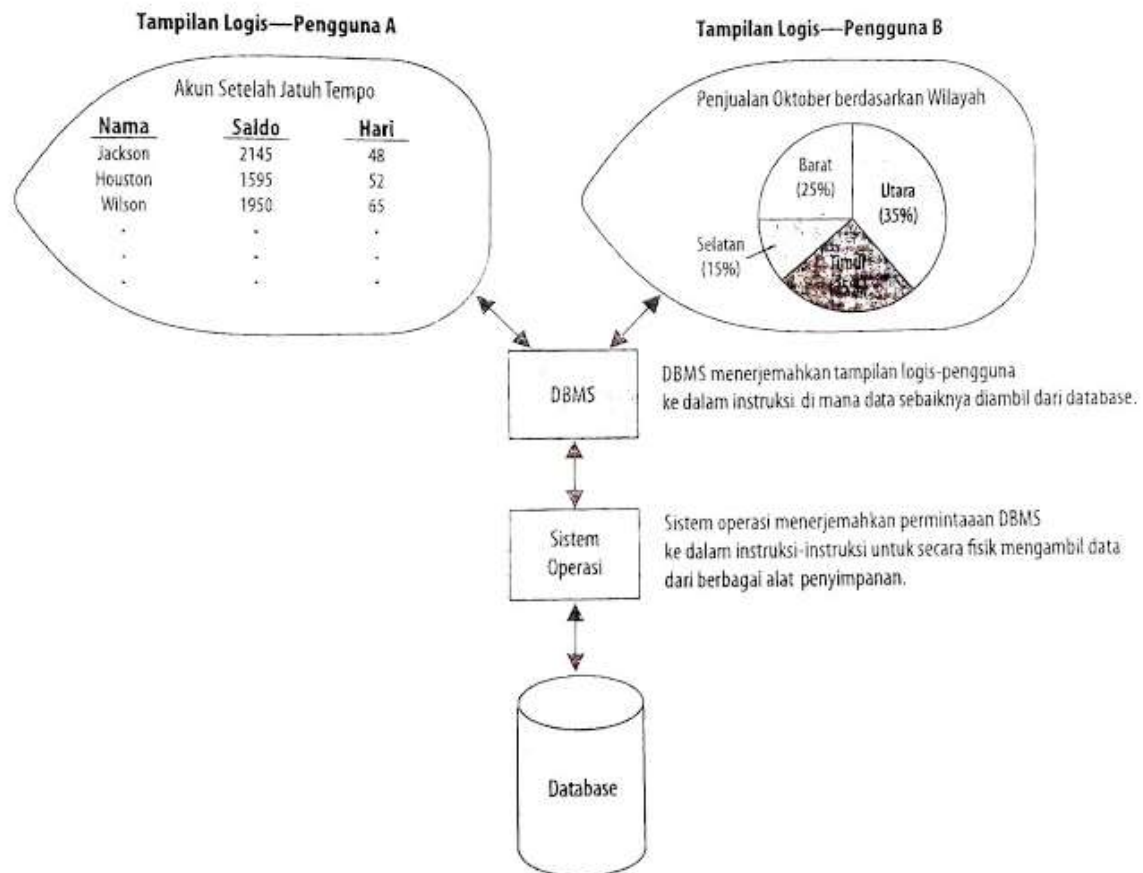 Tampilan Logis—Pengguna A
Akun Setelah Jatuh Tempo
Nama Saldo Hari
Jackson 2145 48
Houston 1595 52
Wilson 1950 65
. . .
. . .
. . .
Tampilan Logis—Pengguna B
Penjualan Oktober berdasarkan Wilayah
Barat
(25%)
Utara
(35%)
Selatan
(15%)
Timur
DBMS
DBMS menerjemahkan tampilan logis-pengguna
ke dalam instruksi di mana data sebaiknya diambil dari database.
Sistem
Operasi
Sistem operasi menerjemahkan permintaaan DBMS
ke dalam instruksi-instruksi untuk secara fisik mengambil data
dari berbagai alat penyimpanan.
Database